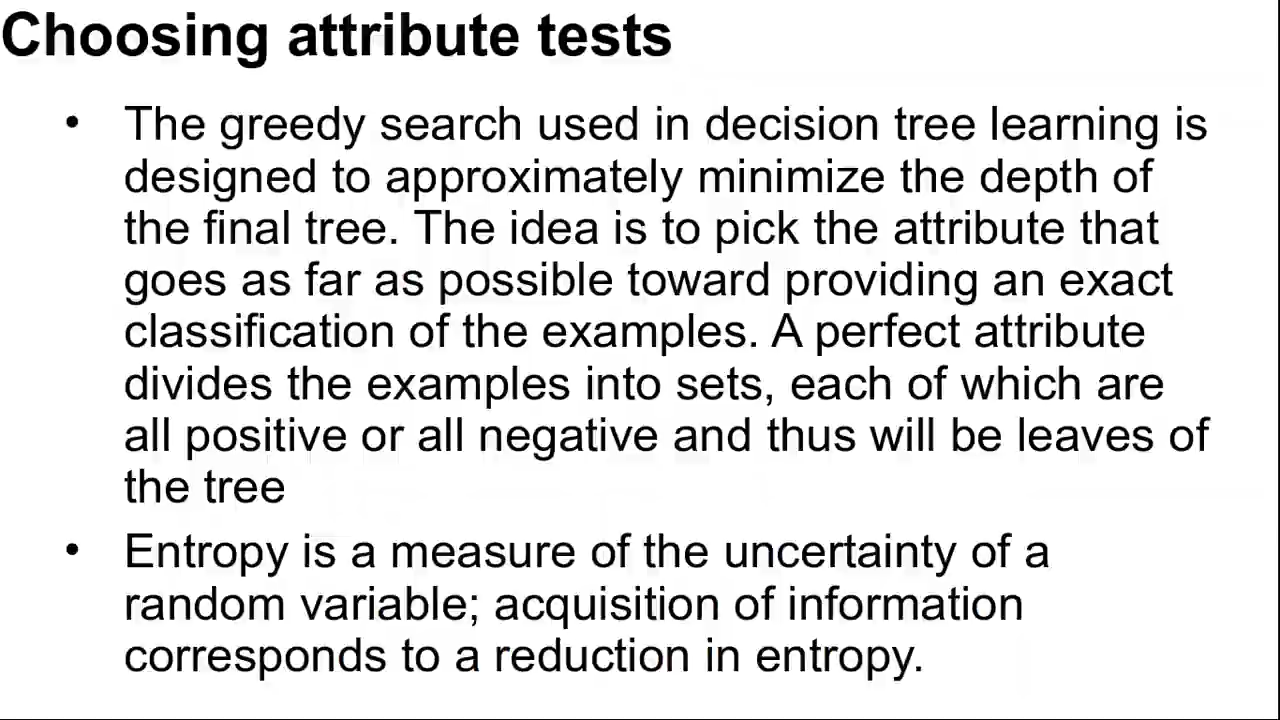 Choosing attribute tests
• The greedy search used in decision tree learning is
designed to approximately minimize the depth of
the final tree. The idea is to pick the attribute that
goes as far as possible toward providing an exact
classification of the examples. A perfect attribute
divides the examples into sets, each of which are
all positive or all negative and thus will be leaves of
the tree
• Entropy is a measure of the uncertainty of a
random variable; acquisition of information
corresponds to a reduction in entropy.